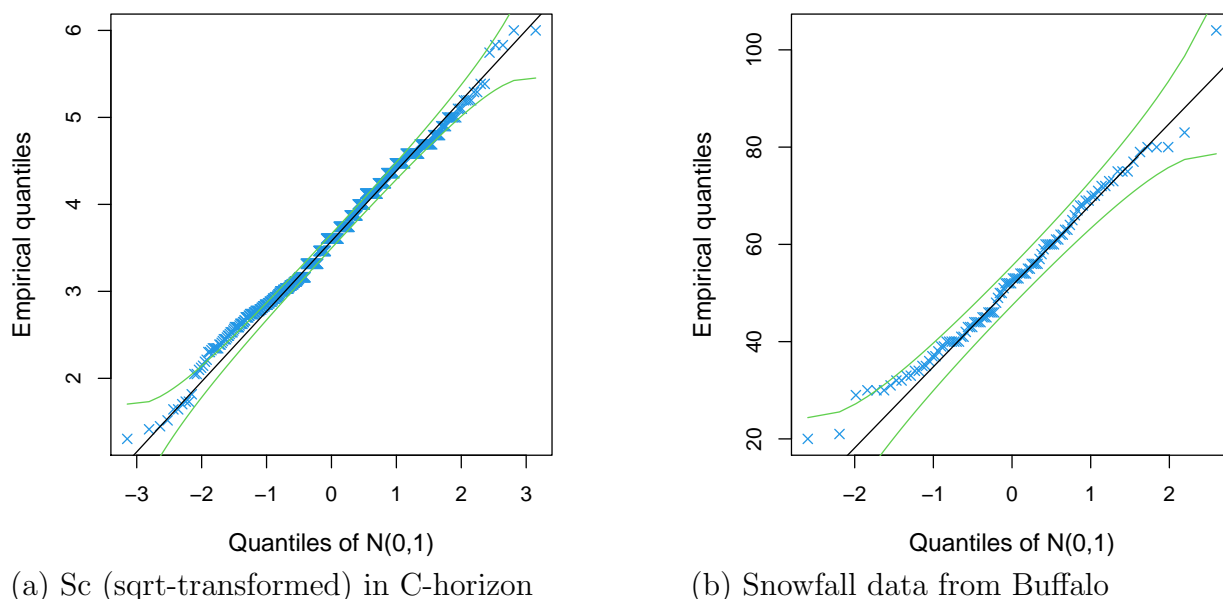 6
5
4
3
2
Empirical quantiles
−3 −2 −1 0 1 2 3
Quantiles of N(0,1)
(a) Sc (sqrt-transformed) in C-horizon
100
80
60
40
20
Empirical quantiles
−2 −1 0 1 2
Quantiles of N(0,1)
(b) Snowfall data from Buffalo